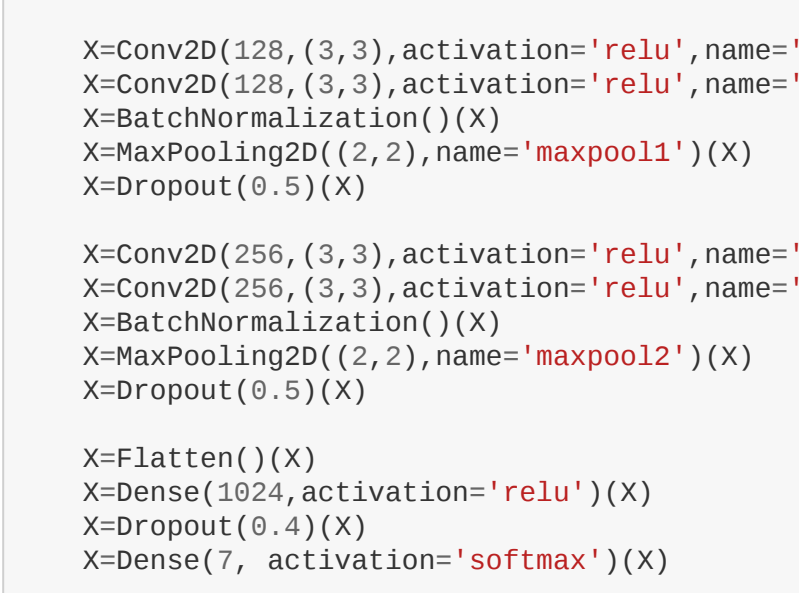 X=Conv2D(128,(3,3),activation='relu',name='
X=Conv2D(128,(3,3),activation='relu',name='
X=BatchNormalization()(X)
X=MaxPooling2D((2,2),name='maxpool1')(X)
X=Dropout(0.5)(X)
X=Conv2D(256,(3,3),activation='relu',name='
X=Conv2D(256,(3,3),activation='relu',name='
X=BatchNormalization()(X)
X=MaxPooling2D((2,2),name='maxpool2')(X)
X=Dropout(0.5)(X)
X=Flatten()(X)
X=Dense(1024,activation='relu')(X)
X=Dropout(0.4)(X)
X=Dense(7, activation='softmax')(X)